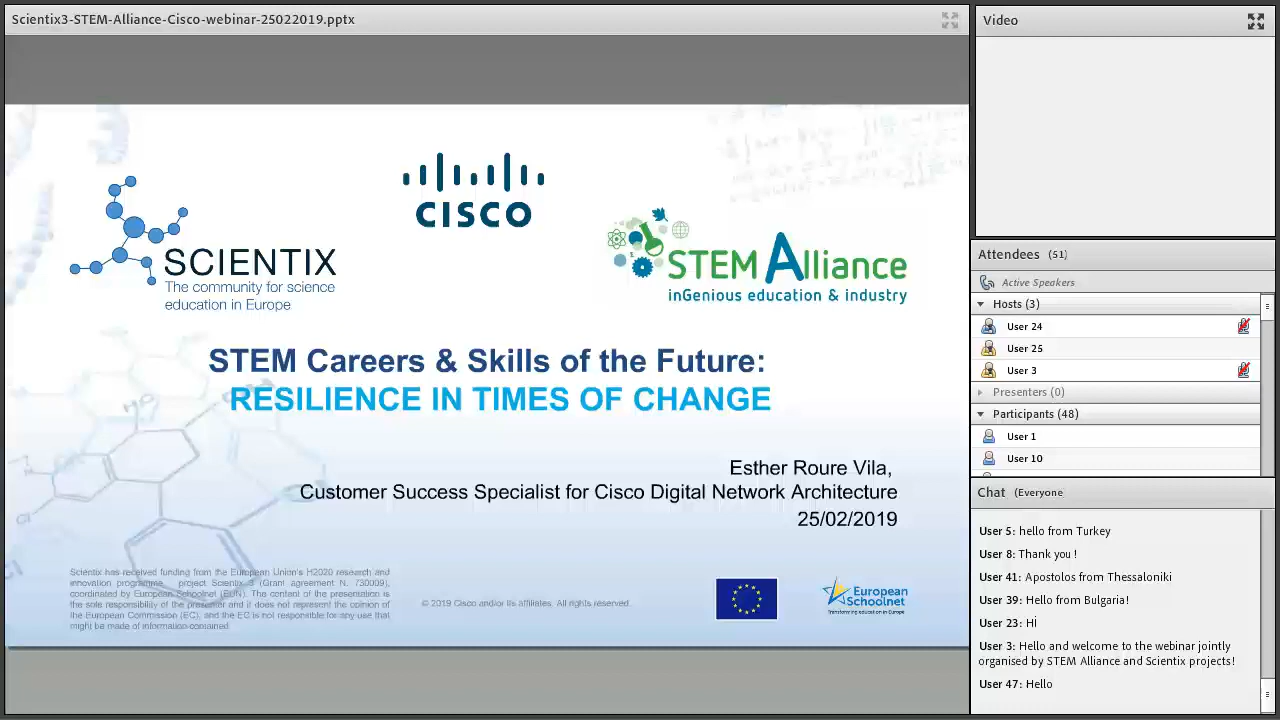 Scientix3-STEM-Alliance-Cisco-webinar-25022019.pptx
CISCO
SCIENTIX
The community for science
education in Europe
STEM Alliance
inGenious education & industry
STEM Careers & Skills of the Future:
RESILIENCE IN TIMES OF CHANGE
Esther Roure Vila,
Customer Success Specialist for Cisco Digital Network Architecture
25/02/2019
Scientix has received funding from the European Union's H2020 research and
innovation programme project Scientix 3 (Grant agreement N. 730009),
coordinated by European Schoolnet (EUN). The content of the presentation is
the sole responsibility of the presenter and it does not represent the opinion of
the European Commission (EC), and the EC is not responsible for any use that
might be made of information contained.
© 2019 Cisco and/or its affiliates. All rights reserved.
European
Schoolnet
Transforming education in Europe
HO
Cl
Video
Attendees (51)
Active Speakers
Hosts (3)
User 24
User 25
User 3
Presenters (0)
Participants (48)
User 1
User 10
Chat (Everyone
User 5: hello from Turkey
User 8: Thank you !
User 41: Apostolos from Thessaloniki
User 39: Hello from Bulgaria!
User 23: HI
User 3: Hello and welcome to the webinar jointly
organised by STEM Alliance and Scientix projects!
User 47: Hello